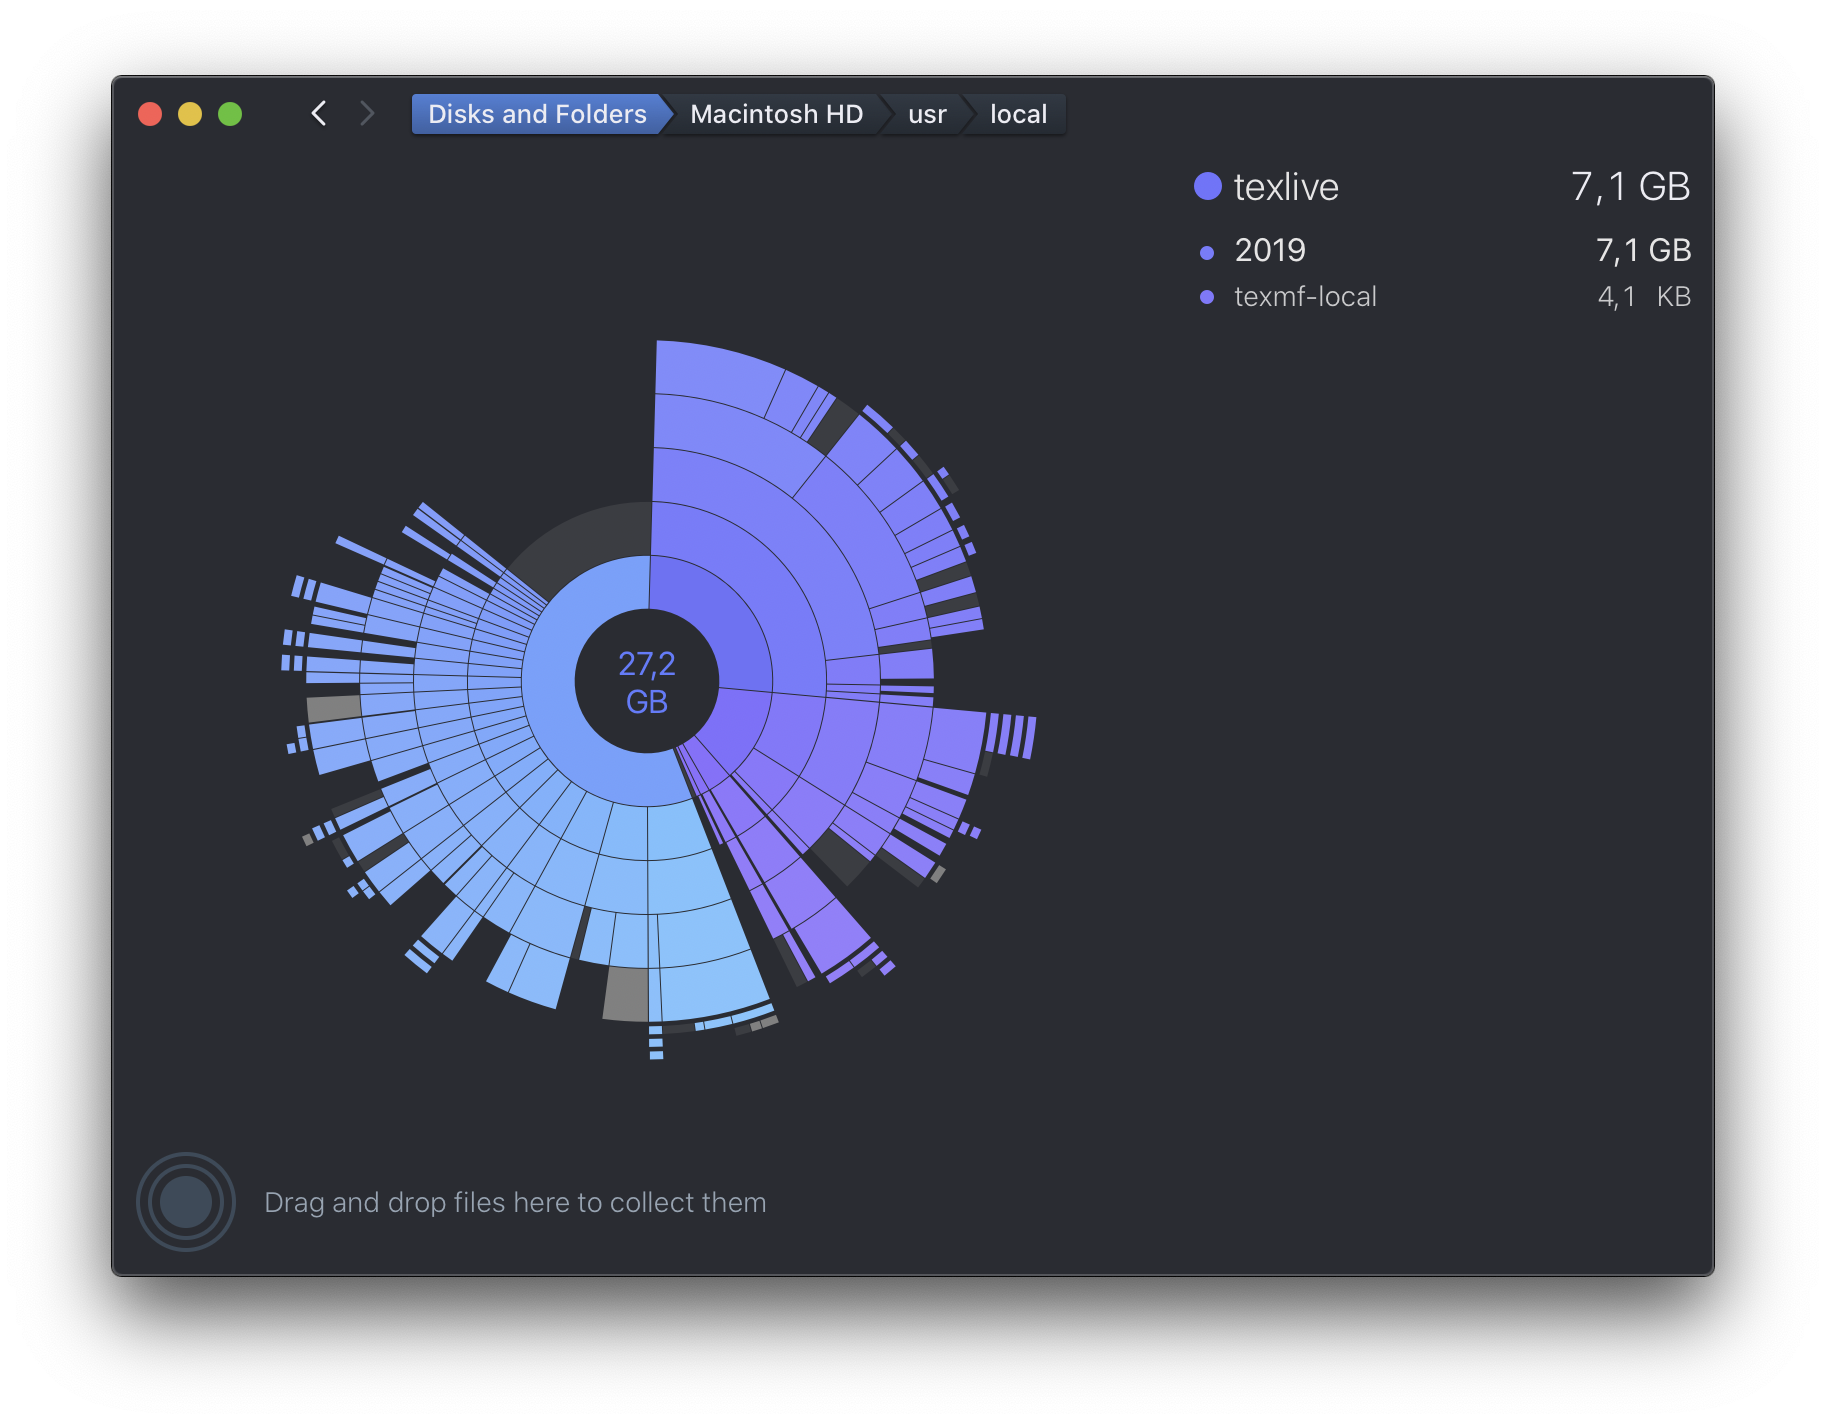 Disks and Folders Macintosh HD usr local
texlive 7,1 GB
2019 7,1 GB
texmf-local 4,1 KB
27,2
GB
Drag and drop files here to collect them